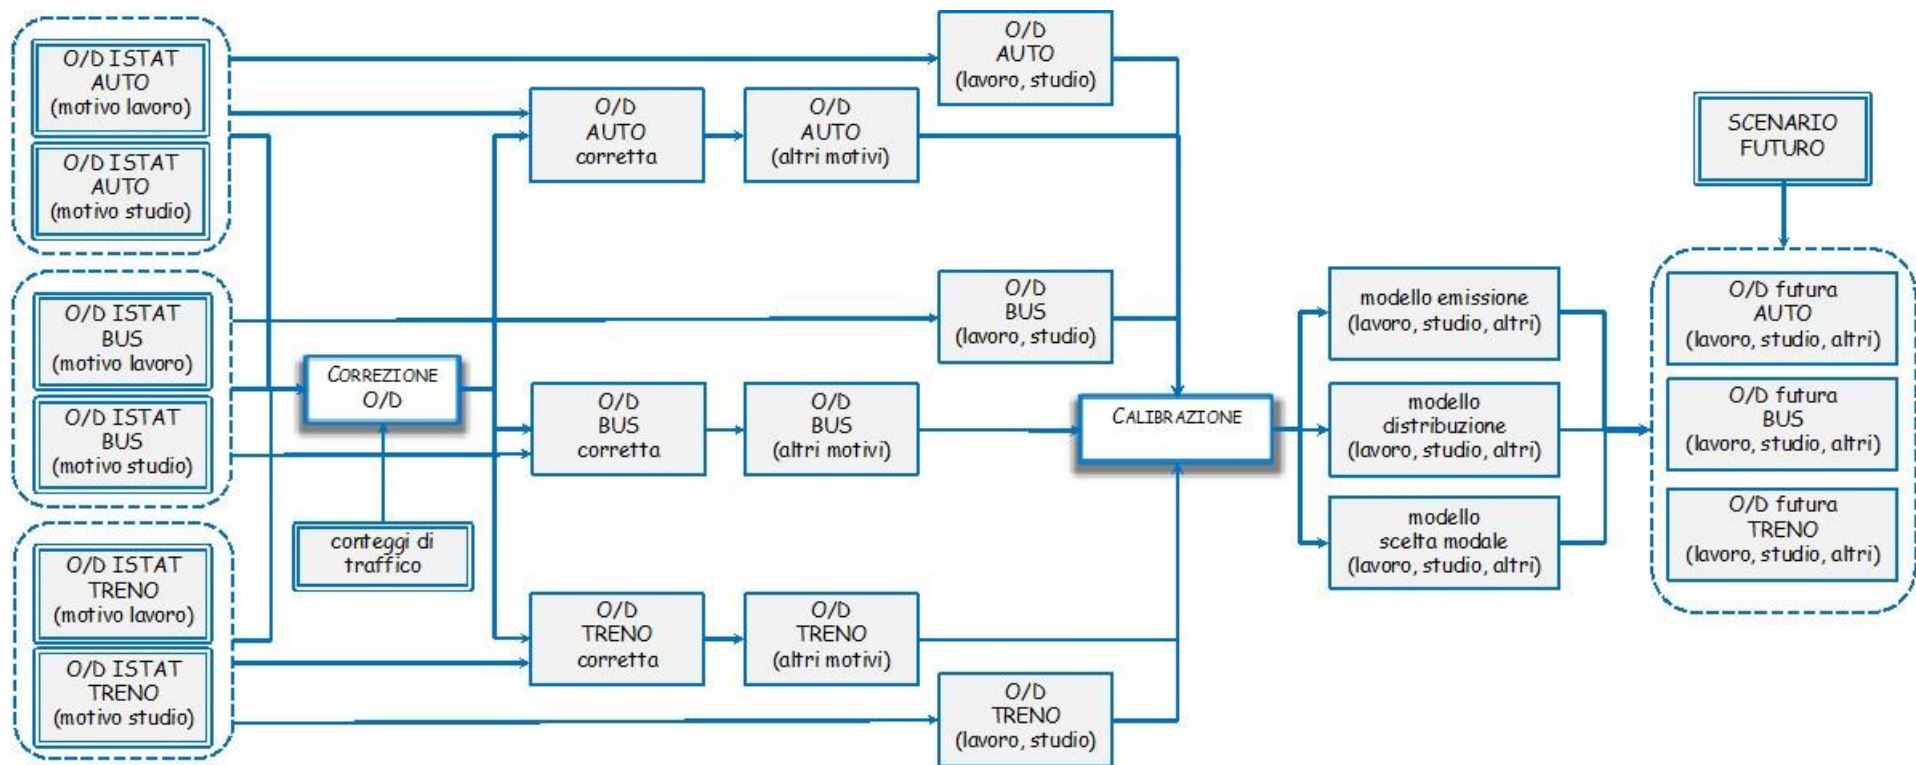 O/D ISTAT
AUTO
(motivo lavoro)
O/D ISTAT
AUTO
(motivo studio)
O/D ISTAT
BUS
(motivo lavoro)
O/D ISTAT
BUS
(motivo studio)
O/D ISTAT
TRENO
(motivo lavoro)
O/D ISTAT
TRENO
(motivo studio)
CORREZIONE
O/D
conteggi di
traffico
O/D
AUTO
corretta
O/D
BUS
corretta
O/D
TRENO
corretta
O/D
AUTO
(altri motivi)
O/D
BUS
(altri motivi)
O/D
TRENO
(altri motivi)
O/D
AUTO
(lavoro, studio)
O/D
BUS
(lavoro, studio)
O/D
TRENO
(lavoro, studio)
CALIBRAZIONE
modello emissione
(lavoro, studio, altri)
modello
distribuzione
(lavoro, studio, altri)
modello
scelta modale
(lavoro, studio, altri)
SCENARIO
FUTURO
O/D futura
AUTO
(lavoro, studio, altri)
O/D futura
BUS
(lavoro, studio, altri)
O/D futura
TRENO
(lavoro, studio, altri)